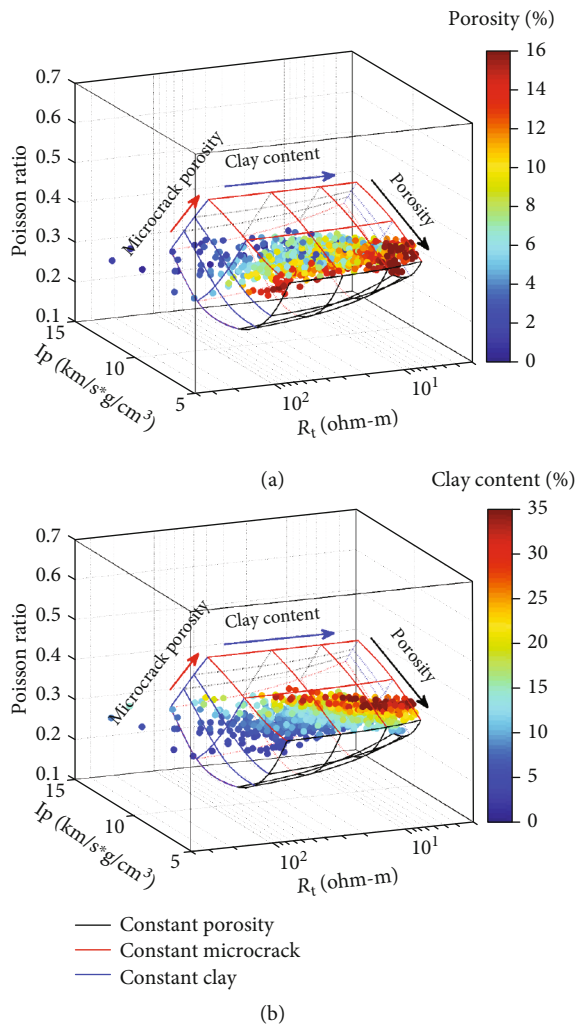 Porosity (%)
0.7
0.6
0.5
0.4
0.3
0.2
0.1
Poisson ratio
Microcrack porosity
Clay content
Porosity
15
10
5
Ip (km/s*g/cm³)
10²
10¹
Rₜ (ohm-m)
16
14
12
10
8
6
4
2
0
(a)
Clay content (%)
0.7
0.6
0.5
0.4
0.3
0.2
0.1
Poisson ratio
Microcrack porosity
Clay content
Porosity
15
10
5
Ip (km/s*g/cm³)
10²
10¹
Rₜ (ohm-m)
35
30
25
20
15
10
5
0
Constant porosity
Constant microcrack
Constant clay
(b)